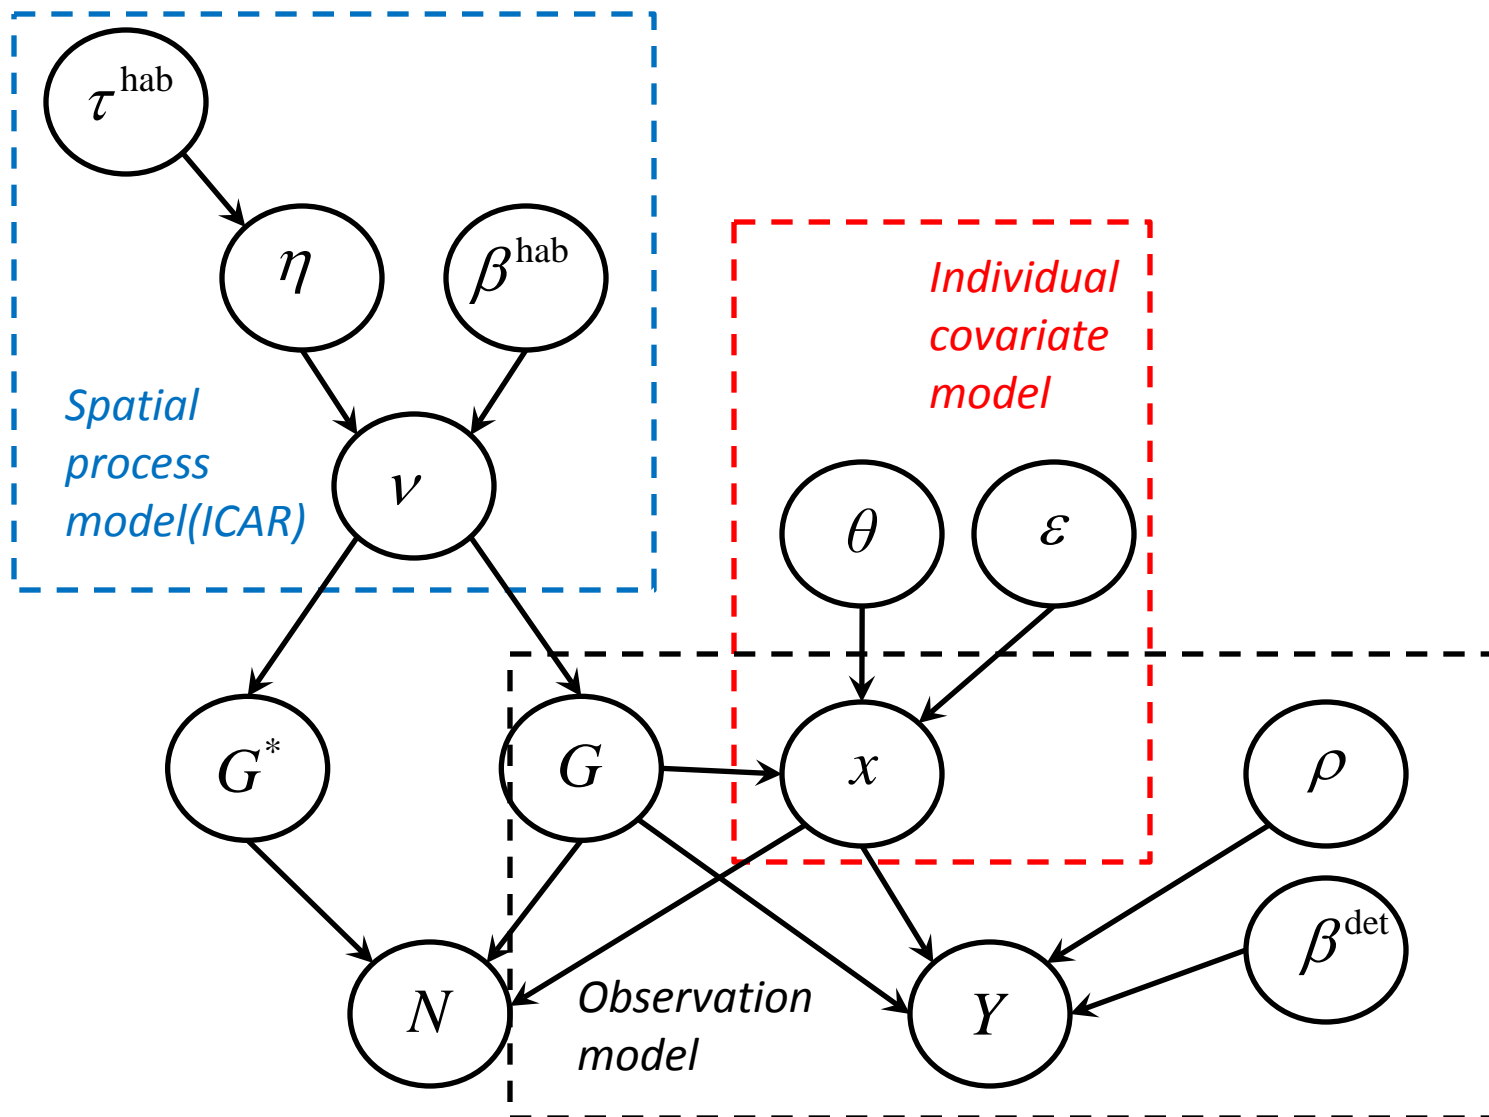 τ^hab
η
β^hab
Individual
covariate
model
Spatial
process
model(ICAR)
ν
θ
ε
G*
G
x
ρ
β^det
N
Observation
model
Y